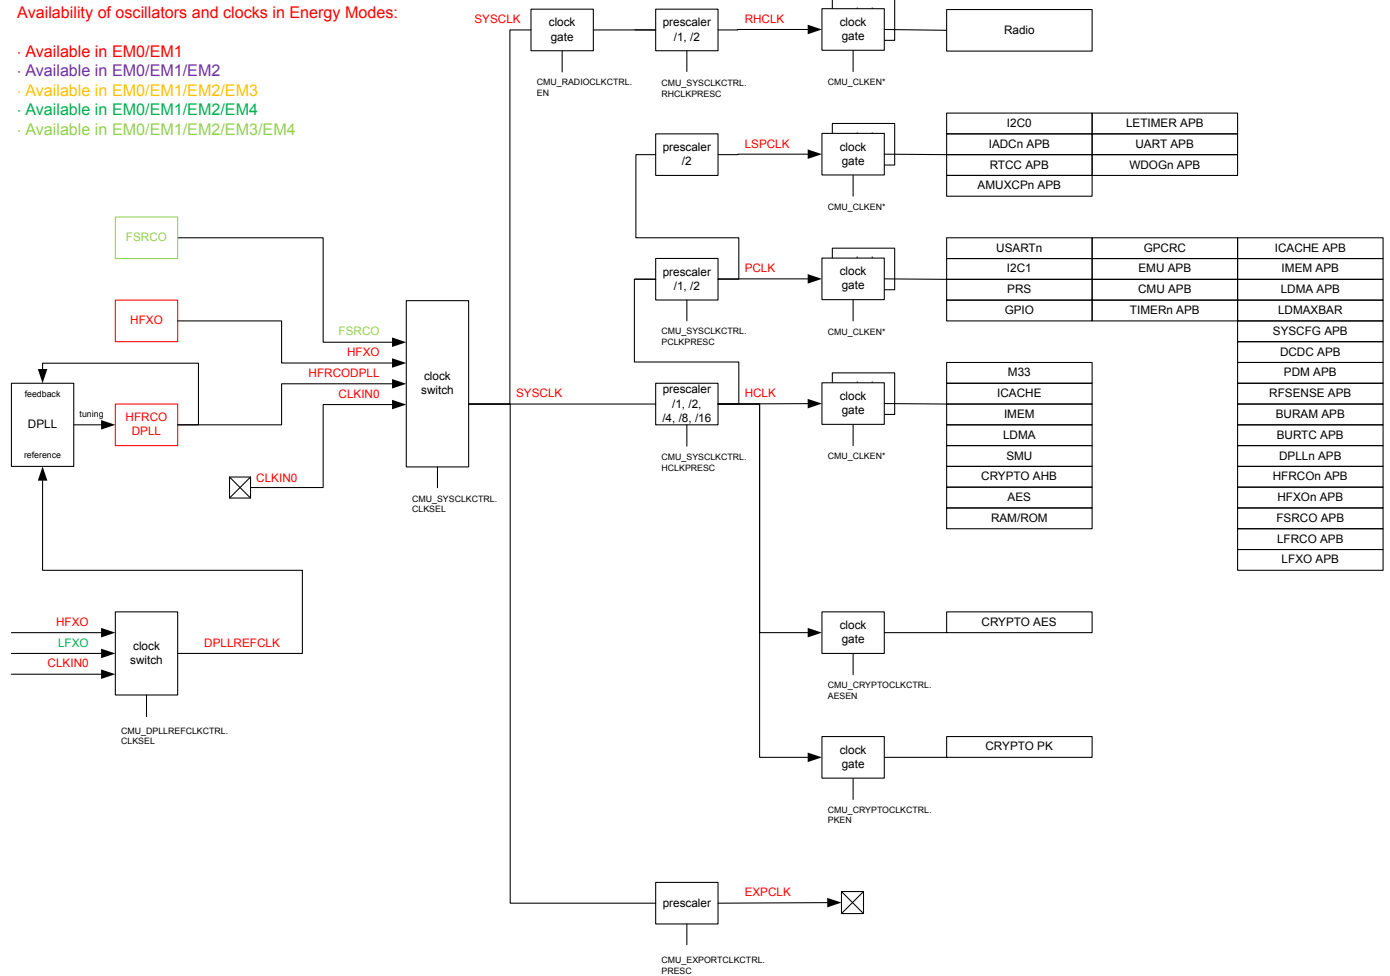 Availability of oscillators and clocks in Energy Modes:
· Available in EM0/EM1
· Available in EM0/EM1/EM2
· Available in EM0/EM1/EM2/EM3
· Available in EM0/EM1/EM2/EM4
· Available in EM0/EM1/EM2/EM3/EM4
SYSCLK
clock
gate
CMU_RADIOCLKCTRL.
EN
prescaler
/1, /2
CMU_SYSCLKCTRL.
RHCLKPRESC
RHCLK
clock
gate
CMU_CLKEN*
Radio
prescaler
/2
LSPCLK
clock
gate
CMU_CLKEN*
I2C0
LETIMER APB
IADCn APB
UART APB
RTCC APB
WDOGn APB
AMUXCPn APB
prescaler
/1, /2
CMU_SYSCLKCTRL.
PCLKPRESC
PCLK
clock
gate
CMU_CLKEN*
USARTn
GPCRC
ICACHE APB
I2C1
EMU APB
IMEM APB
PRS
CMU APB
LDMA APB
GPIO
TIMERn APB
LDMAXBAR
SYSCFG APB
DCDC APB
PDM APB
RFSENSE APB
BURAM APB
BURTC APB
DPLLn APB
HFRCOn APB
HFXOn APB
FSRCO APB
LFRCO APB
LFXO APB
FSRCO
HFXO
feedback
DPLL
reference
tuning
HFRCO
DPLL
CLKIN0
FSRCO
HFXO
HFRCODPLL
CLKIN0
clock
switch
CMU_SYSCLKCTRL.
CLKSEL
SYSCLK
prescaler
/1, /2,
/4, /8, /16
CMU_SYSCLKCTRL.
HCLKPRESC
HCLK
clock
gate
CMU_CLKEN*
M33
ICACHE
IMEM
LDMA
SMU
CRYPTO AHB
AES
RAM/ROM
HFXO
LFXO
CLKIN0
clock
switch
DPLLREFCLK
CMU_DPLLREFCLKCTRL.
CLKSEL
clock
gate
CMU_CRYPTOCLKCTRL.
AESEN
CRYPTO AES
clock
gate
CMU_CRYPTOCLKCTRL.
PKEN
CRYPTO PK
prescaler
CMU_EXPORTCLKCTRL.
PRESC
EXPCLK